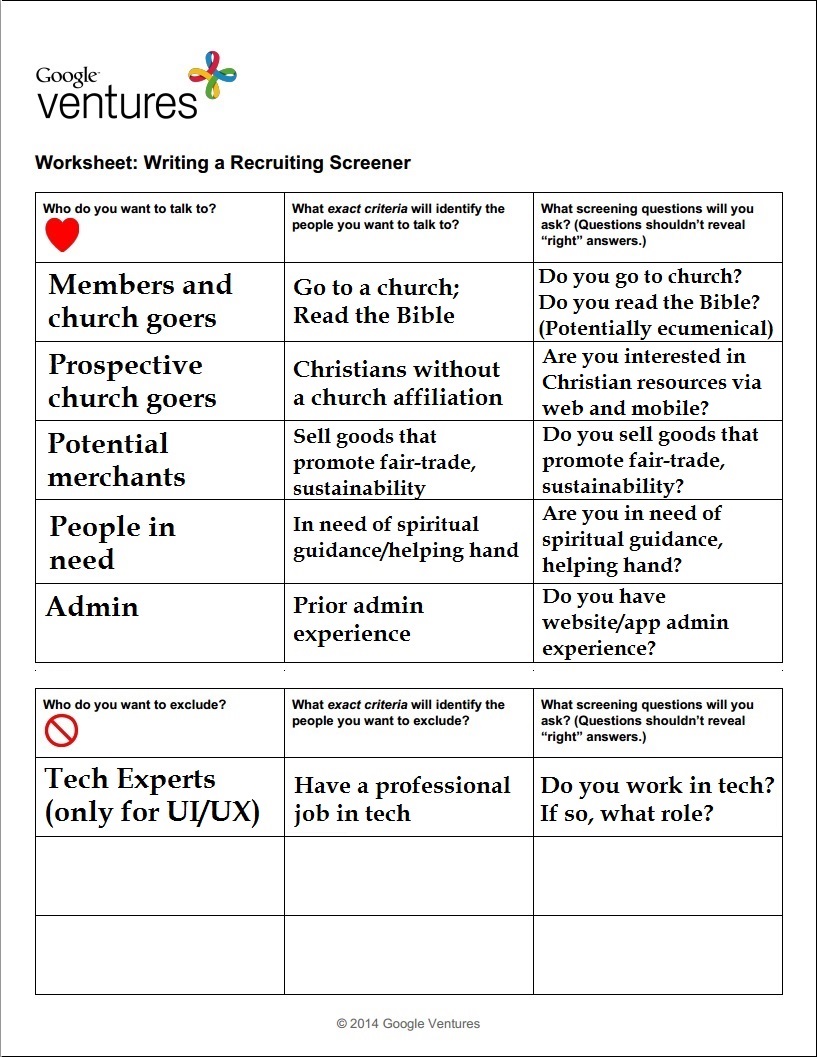 Google
ventures
Worksheet: Writing a Recruiting Screener
Who do you want to talk to?
What exact criteria will identify the
people you want to talk to?
What screening questions will you
ask? (Questions shouldn't reveal
“right” answers.)
Members and
church goers
Go to a church;
Read the Bible
Do you go to church?
Do you read the Bible?
(Potentially ecumenical)
Prospective
church goers
Christians without
a church affiliation
Are you interested in
Christian resources via
web and mobile?
Potential
merchants
Sell goods that
promote fair-trade,
sustainability
Do you sell goods that
promote fair-trade,
sustainability?
People in
need
In need of spiritual
guidance/helping hand
Are you in need of
spiritual guidance,
helping hand?
Admin
Prior admin
experience
Do you have
website/app admin
experience?
Who do you want to exclude?
What exact criteria will identify the
people you want to exclude?
What screening questions will you
ask? (Questions shouldn't reveal
“right” answers.)
Tech Experts
(only for UI/UX)
Have a professional
job in tech
Do you work in tech?
If so, what role?
© 2014 Google Ventures